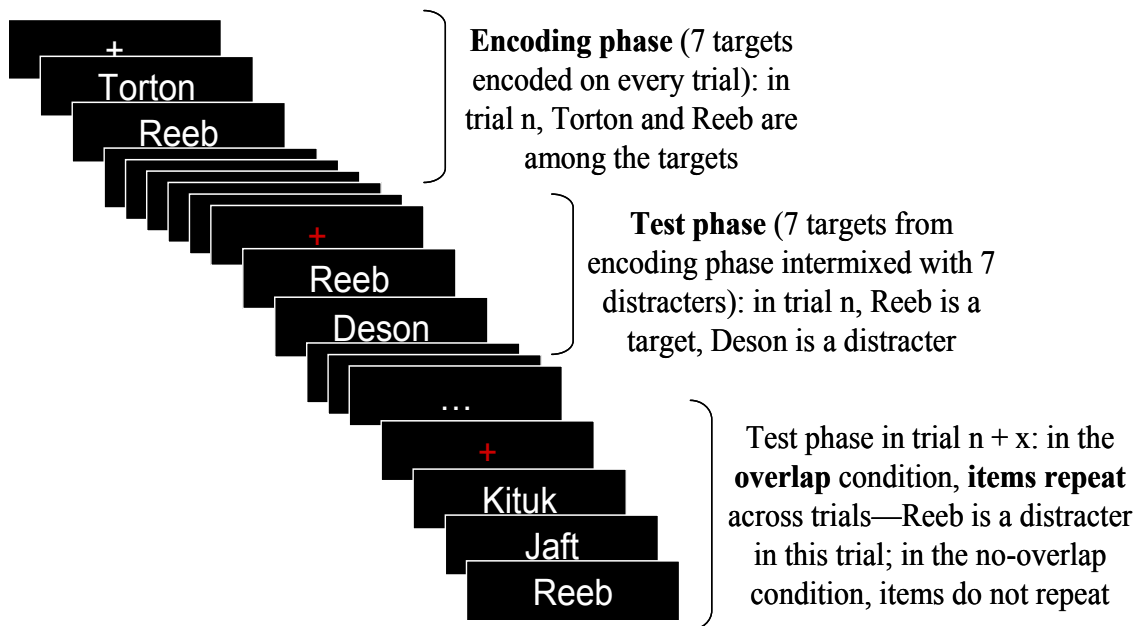 +
Torton
Reeb
+
Reeb
Deson
...
+
Kituk
Jaft
Reeb
Encoding phase (7 targets
encoded on every trial): in
trial n, Torton and Reeb are
among the targets
Test phase (7 targets from
encoding phase intermixed with 7
distracters): in trial n, Reeb is a
target, Deson is a distracter
Test phase in trial n + x: in the
overlap condition, items repeat
across trials—Reeb is a distracter
in this trial; in the no-overlap
condition, items do not repeat